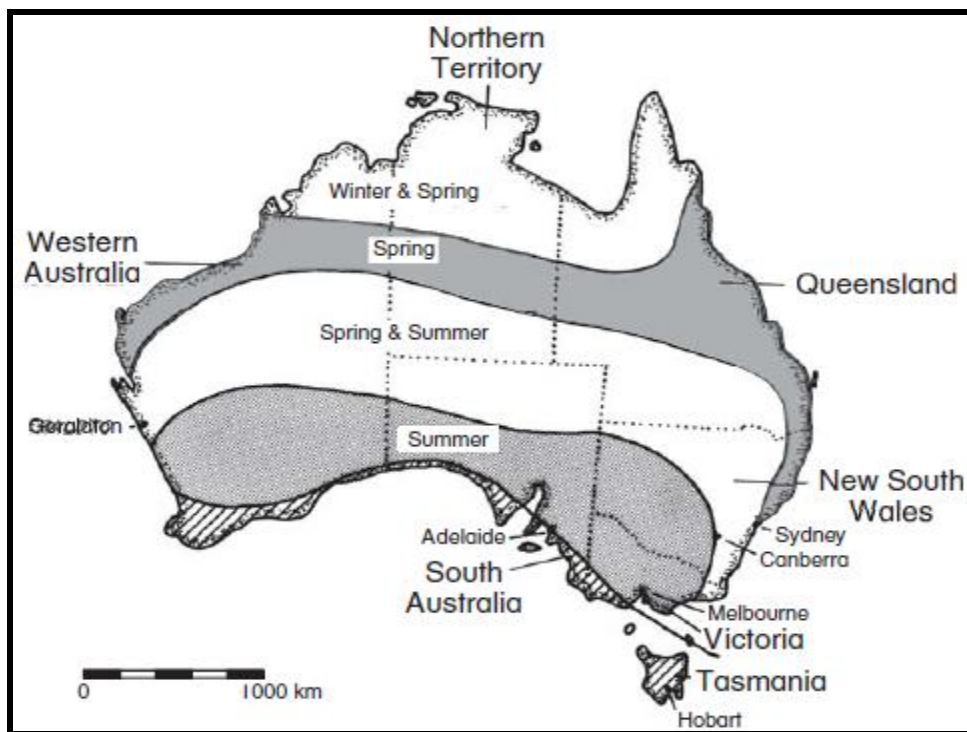 Northern
Territory
Winter & Spring
Western
Australia
Spring
Queensland
Spring & Summer
Geraldton
Summer
New South
Wales
Sydney
Adelaide
Canberra
South
Australia
Melbourne
Victoria
Tasmania
0 1000 km
Hobart